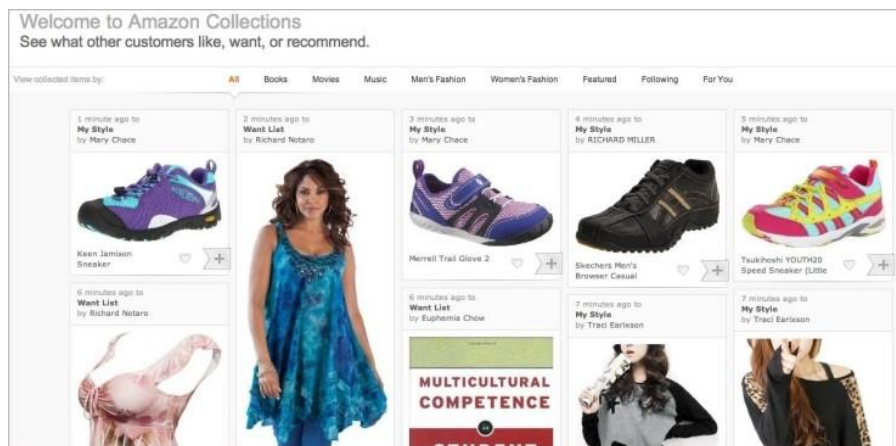 Welcome to Amazon Collections
See what other customers like, want, or recommend.
View collected items by:
All Books Movies Music Men's Fashion Women's Fashion Featured Following For You
1 minute ago to
My Style
by Mary Chace
Keen Jamison
Sneaker
2 minutes ago to
Want List
by Richard Notaro
3 minutes ago to
My Style
by Mary Chace
Merrell Trail Glove 2
4 minutes ago to
My Style
by RICHARD MILLER
Skechers Men's
Browser Casual
5 minutes ago to
My Style
by Mary Chace
Tsukihoshi YOUTH20
Speed Sneaker (Little
6 minutes ago to
Want List
by Richard Notaro
6 minutes ago to
Want List
by Euphemia Chow
MULTICULTURAL
COMPETENCE
in
STUDENT
7 minutes ago to
My Style
by Traci Earixson
7 minutes ago to
My Style
by Traci Earixson